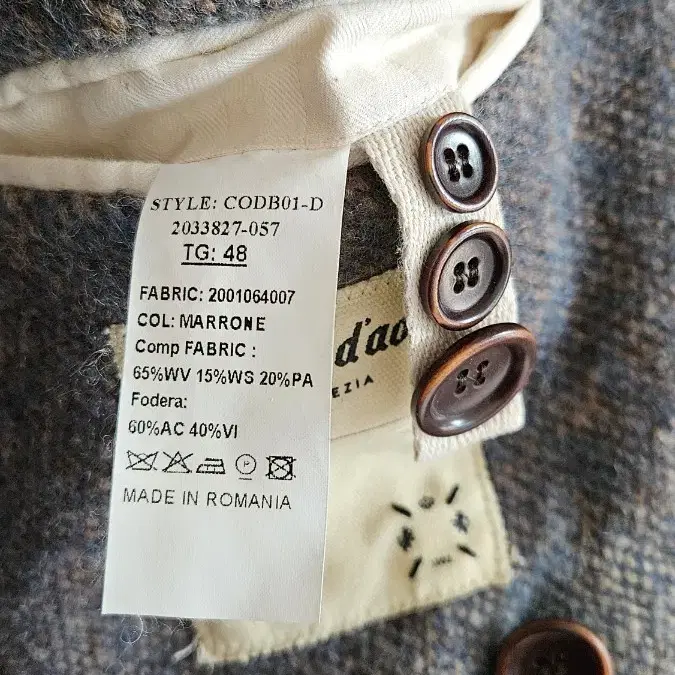 STYLE: CODB01-D
2033827-057
TG: 48
FABRIC: 2001064007
COL: MARRONE
Comp FABRIC :
65%WV 15%WS 20%PA
Fodera:
60%AC 40%VI
P
MADE IN ROMANIA
d'ao
EZIA